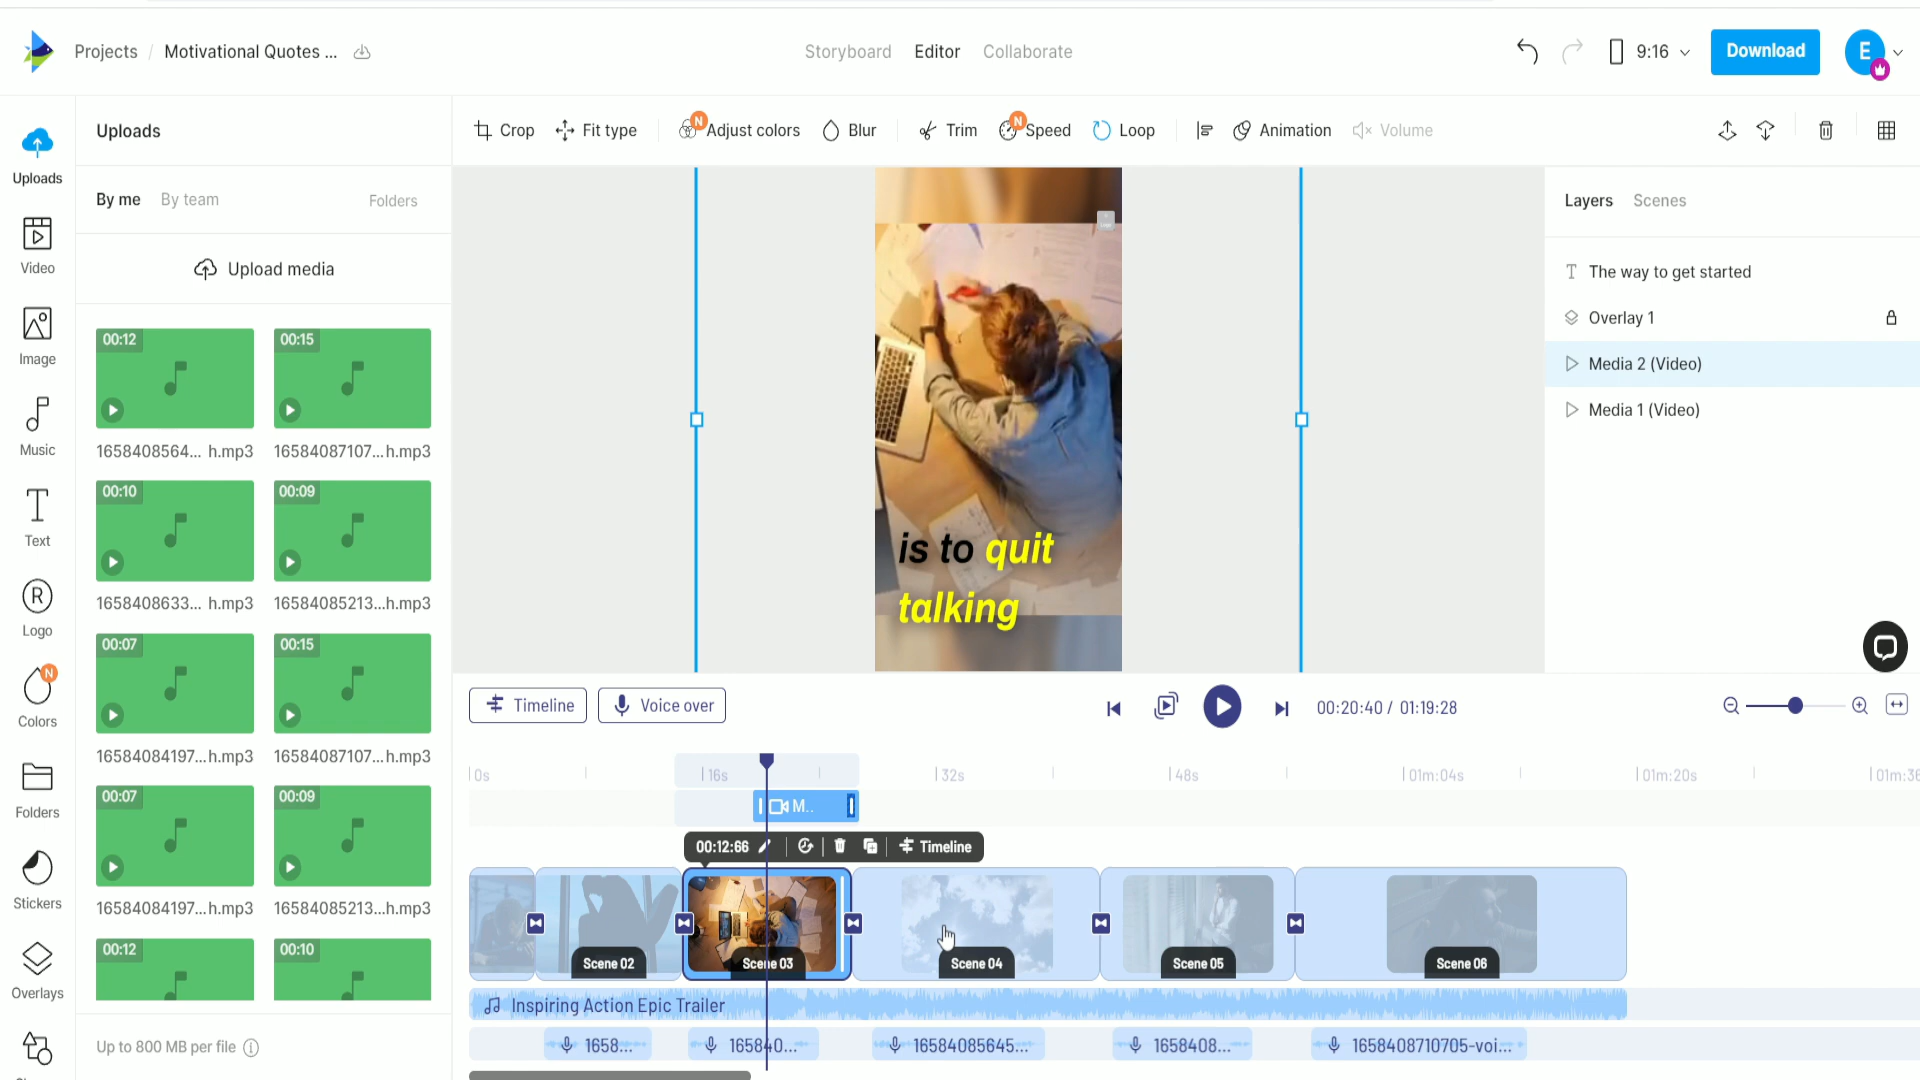 Projects / Motivational Quotes ...
Storyboard Editor Collaborate
9:16
Download
E
Uploads
Crop Fit type N Adjust colors Blur Trim N Speed Loop Animation Volume
Uploads
Video
Image
Music
Text
Logo
N
Colors
Folders
Stickers
Overlays
By me By team Folders
Upload media
00:12 00:15
1658408564... h.mp3 16584087107...h.mp3
00:10 00:09
1658408633... h.mp3 16584085213...h.mp3
00:07 00:15
16584084197...h.mp3 16584087107...h.mp3
00:07 00:09
16584084197...h.mp3 16584085213...h.mp3
00:12 00:10
Up to 800 MB per file
is to quit
talking
Layers Scenes
The way to get started
Overlay 1
Media 2 (Video)
Media 1 (Video)
Timeline Voice over
00:20:40 / 01:19:28
0s 16s 32s 48s 01m:04s 01m:20s 01m:36
M..
00:12:66 Timeline
Scene 02 Scene 03 Scene 04 Scene 05 Scene 06
Inspiring Action Epic Trailer
1658... 165840... 16584085645... 1658408... 1658408710705-voi...